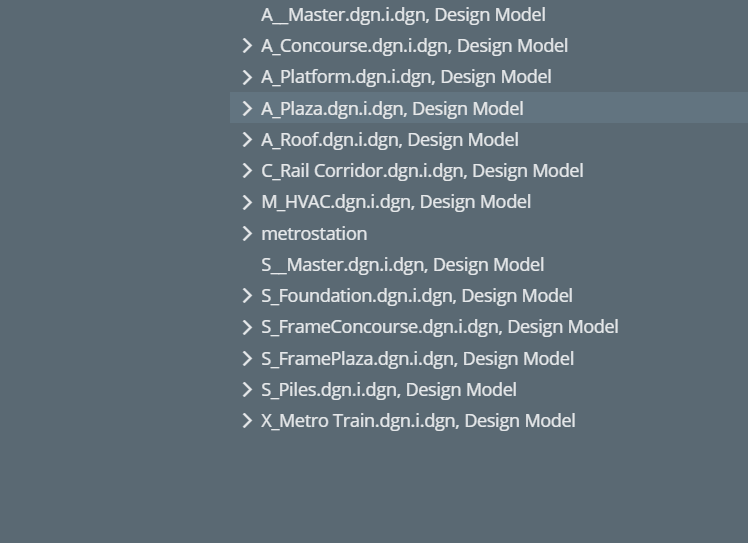 A__Master.dgn.i.dgn, Design Model
A_Concourse.dgn.i.dgn, Design Model
A_Platform.dgn.i.dgn, Design Model
A_Plaza.dgn.i.dgn, Design Model
A_Roof.dgn.i.dgn, Design Model
C_Rail Corridor.dgn.i.dgn, Design Model
M_HVAC.dgn.i.dgn, Design Model
metrostation
S__Master.dgn.i.dgn, Design Model
S_Foundation.dgn.i.dgn, Design Model
S_FrameConcourse.dgn.i.dgn, Design Model
S_FramePlaza.dgn.i.dgn, Design Model
S_Piles.dgn.i.dgn, Design Model
X_Metro Train.dgn.i.dgn, Design Model